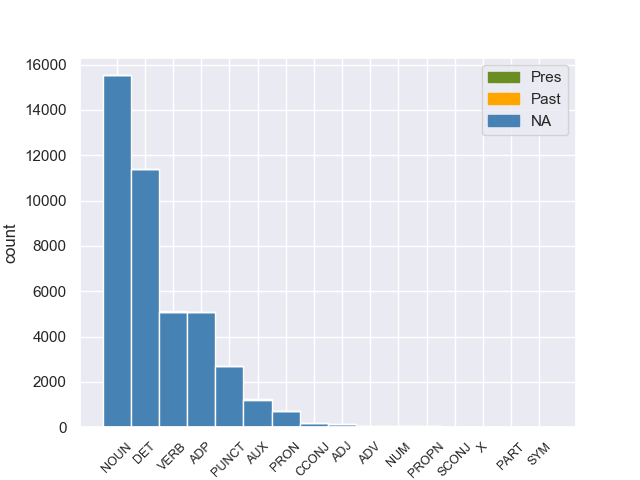 16000
14000
12000
10000
8000
6000
4000
2000
0
count
Pres
Past
NA
NOUN
DET
VERB
ADP
PUNCT
AUX
PRON
CCONJ
ADJ
ADV
NUM
PROPN
SCONJ
X
PART
SYM